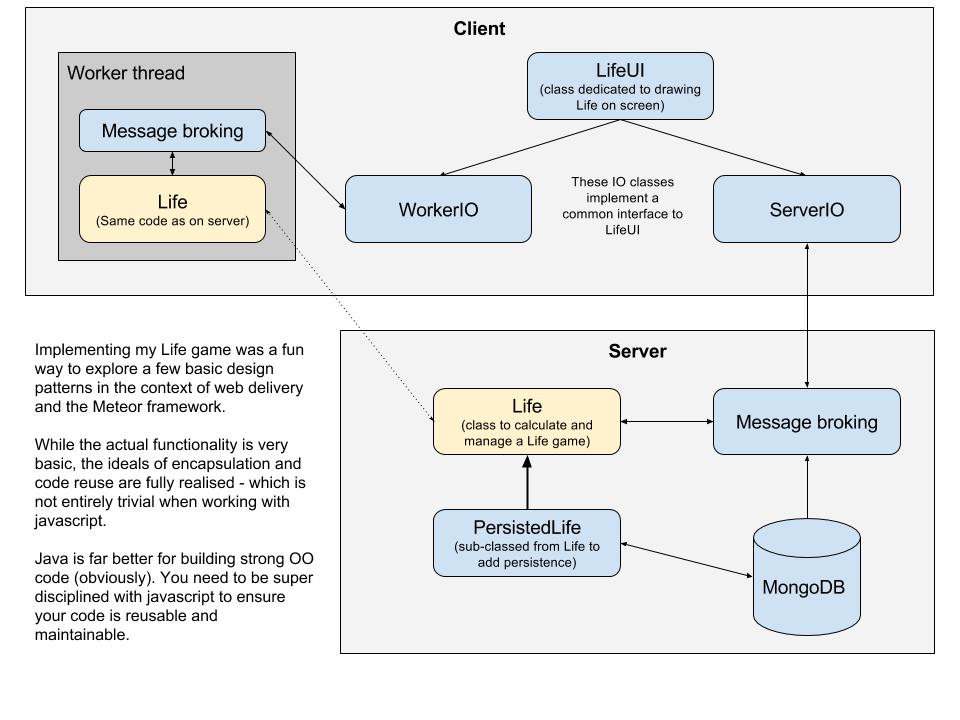 Client
Worker thread
Message broking
Life
(Same code as on server)
LifeUI
(class dedicated to drawing
Life on screen)
WorkerIO
These IO classes
implement a
common interface to
LifeUI
ServerIO
Implementing my Life game was a fun
way to explore a few basic design
patterns in the context of web delivery
and the Meteor framework.
While the actual functionality is very
basic, the ideals of encapsulation and
code reuse are fully realised - which is
not entirely trivial when working with
javascript.
Java is far better for building strong OO
code (obviously). You need to be super
disciplined with javascript to ensure
your code is reusable and
maintainable.
Server
Life
(class to calculate and
manage a Life game)
Message broking
PersistedLife
(sub-classed from Life to
add persistence)
MongoDB